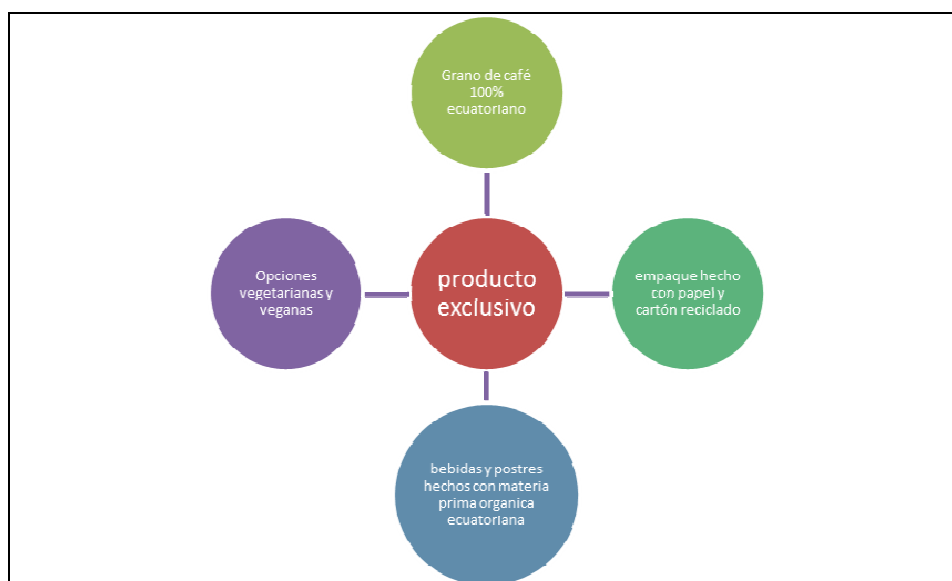 Grano de café
100%
ecuatoriano
Opciones
vegetarianas y
veganas
producto
exclusivo
empaque hecho
con papel y
cartón reciclado
bebidas y postres
hechos con materia
prima organica
ecuatoriana